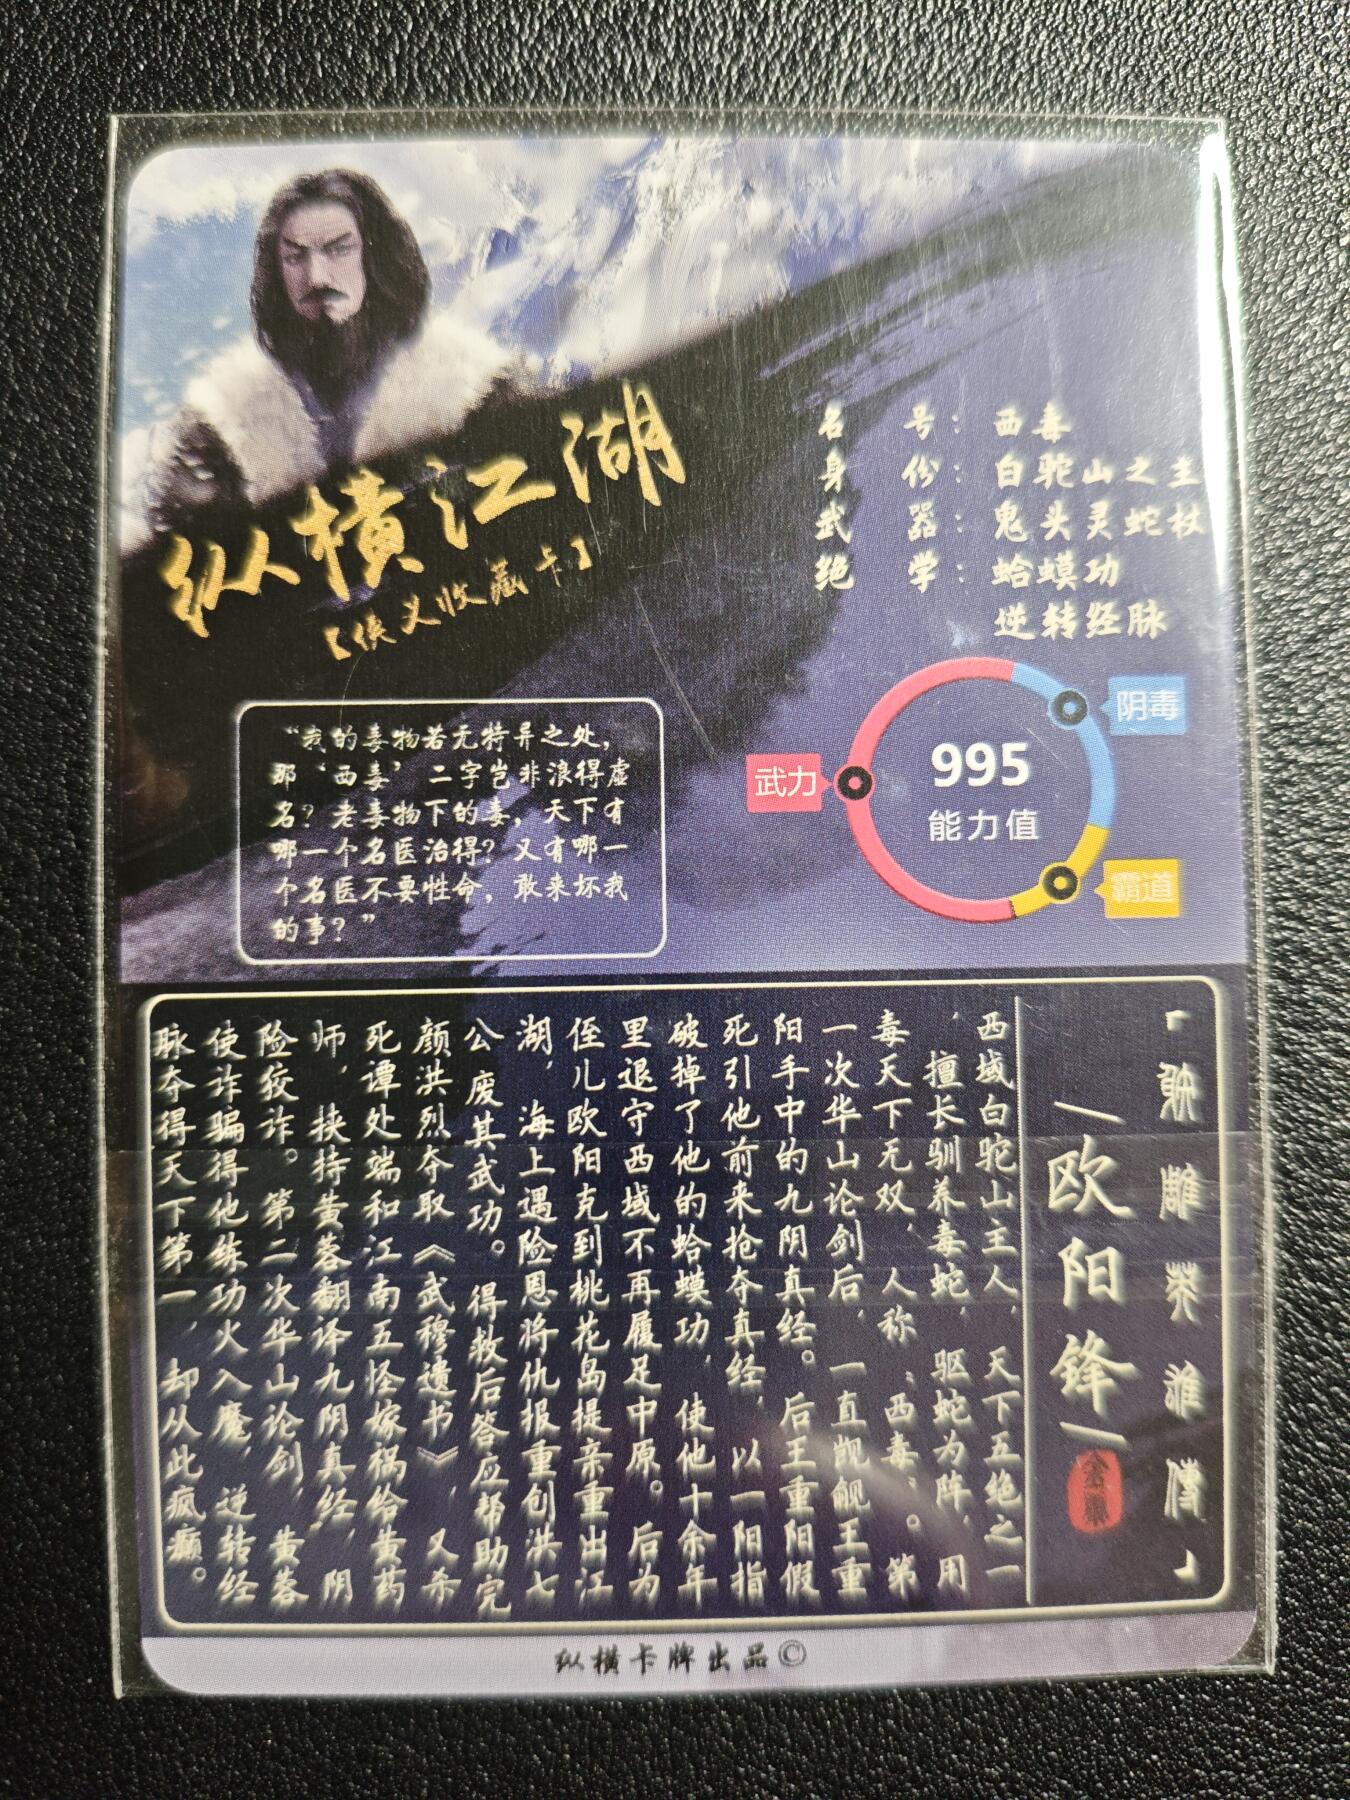 纵横江湖
【侠义收藏卡】
名号：西毒
身份：白驼山之主
武器：鬼头灵蛇杖
绝学：蛤蟆功
逆转经脉
“我的毒物若无特异之处，
那‘西毒’二字岂非浪得虚
名？老毒物下的毒，天下有
哪一个名医治得？又有哪一
个名医不要性命，敢来坏我
的事？”
阴毒
武力
995
能力值
霸道
「射雕英雄傳」
欧阳锋
金庸
西域白驼山主人，天下五绝之一
，擅长驯养毒蛇，驱蛇为阵，用
毒天下无双，人称‘西毒’。第
一次华山论剑后，一直觊觎王重
阳手中的九阴真经。后王重阳假
死引他前来抢夺真经，以一阳指
破掉了他的蛤蟆功，使他十余年
里退守西域不再履足中原。后为
侄儿欧阳克到桃花岛提亲重出江
湖，海上遇险恩将仇报重创洪七
公废其武功。得救后答应帮助完
颜洪烈夺取《武穆遗书》，又杀
死谭处端和江南五怪嫁祸给黄药
师，挟持黄蓉翻译九阴真经，阴
险狡诈。第二次华山论剑，黄蓉
使诈骗得他练功火入魔，逆转经
脉夺得天下第一，却从此疯癫。
纵横卡牌出品©